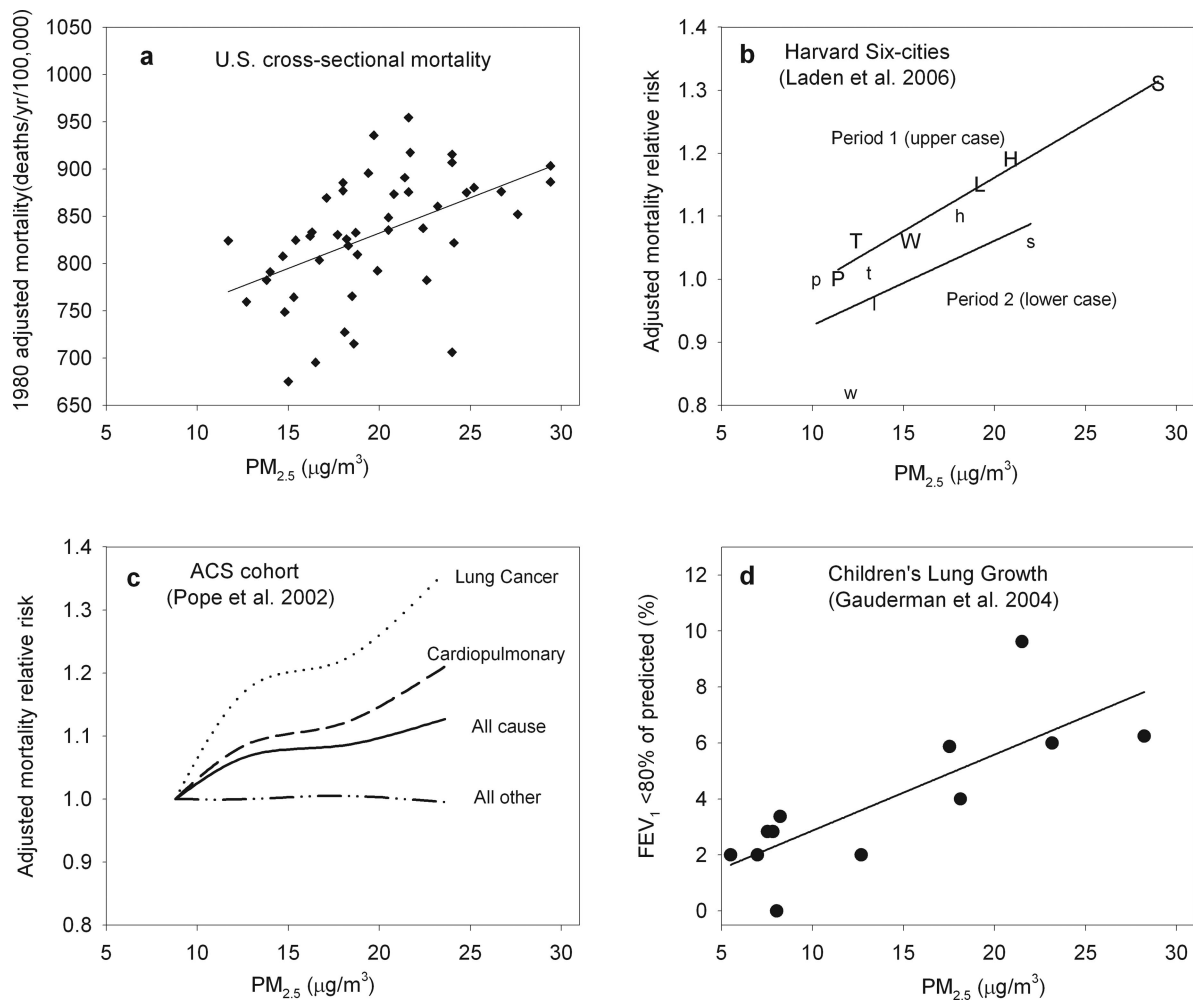 a
U.S. cross-sectional mortality
1980 adjusted mortality(deaths/yr/100,000)
1050
1000
950
900
850
800
750
700
650
5 10 15 20 25 30
PM2.5 (μg/m3)
b
Harvard Six-cities
(Laden et al. 2006)
Adjusted mortality relative risk
1.4
1.3
1.2
1.1
1.0
0.9
0.8
Period 1 (upper case)
S
H
L
h
T W
s
t
p P
l
Period 2 (lower case)
w
5 10 15 20 25 30
PM2.5 (μg/m3)
c
ACS cohort
(Pope et al. 2002)
Adjusted mortality relative risk
1.4
1.3
1.2
1.1
1.0
0.9
0.8
Lung Cancer
Cardiopulmonary
All cause
All other
5 10 15 20 25 30
PM2.5 (μg/m3)
d
Children's Lung Growth
(Gauderman et al. 2004)
FEV1 <80% of predicted (%)
12
10
8
6
4
2
0
5 10 15 20 25 30
PM2.5 (μg/m3)